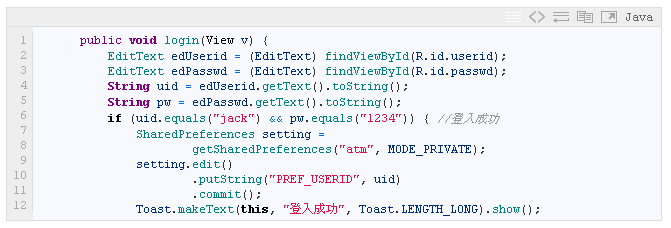 Java
1 public void login(View v) {
2 EditText edUserid = (EditText) findViewById(R.id.userid);
3 EditText edPasswd = (EditText) findViewById(R.id.passwd);
4 String uid = edUserid.getText().toString();
5 String pw = edPasswd.getText().toString();
6 if (uid.equals("jack") && pw.equals("1234")) { //登入成功
7 SharedPreferences setting =
8 getSharedPreferences("atm", MODE_PRIVATE);
9 setting.edit()
10 .putString("PREF_USERID", uid)
11 .commit();
12 Toast.makeText(this, "登入成功", Toast.LENGTH_LONG).show();